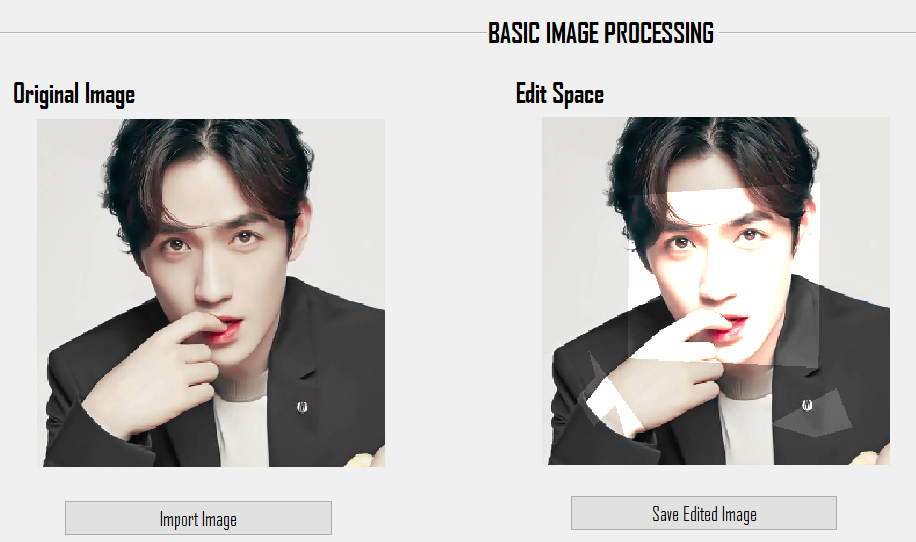 BASIC IMAGE PROCESSING
Original Image
Edit Space
Import Image
Save Edited Image